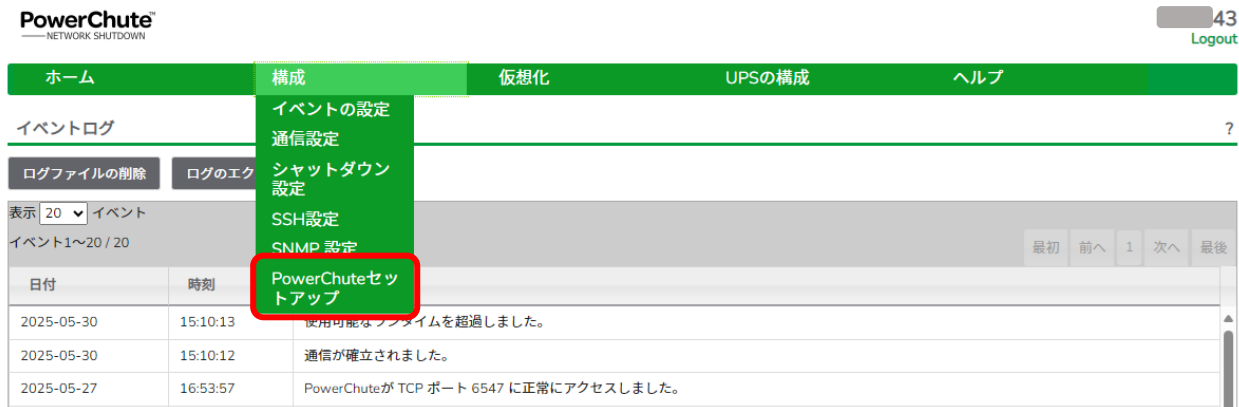 PowerChute™
NETWORK SHUTDOWN
43
Logout
ホーム 構成 仮想化 UPSの構成 ヘルプ
イベントの設定
通信設定
シャットダウン
設定
SSH設定
SNMP 設定
PowerChuteセッ
トアップ
イベントログ ?
ログファイルの削除 ログのエク
表示 20 イベント
イベント1～20 / 20
最初 前へ 1 次へ 最後
日付 時刻
2025-05-30 15:10:13 使用可能なランタイムを超過しました。
2025-05-30 15:10:12 通信が確立されました。
2025-05-27 16:53:57 PowerChuteが TCP ポート 6547 に正常にアクセスしました。